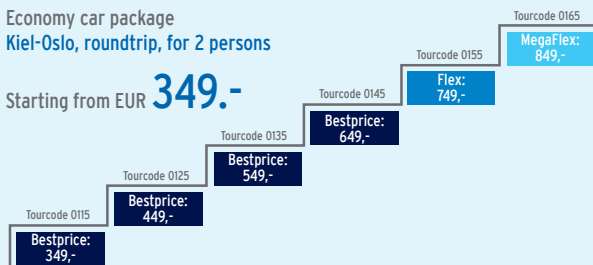 Economy car package
Kiel-Oslo, roundtrip, for 2 persons
Starting from EUR 349.-
Tourcode 0165
MegaFlex:
849,-
Tourcode 0155
Flex:
749,-
Tourcode 0145
Bestprice:
649,-
Tourcode 0135
Bestprice:
549,-
Tourcode 0125
Bestprice:
449,-
Tourcode 0115
Bestprice:
349,-